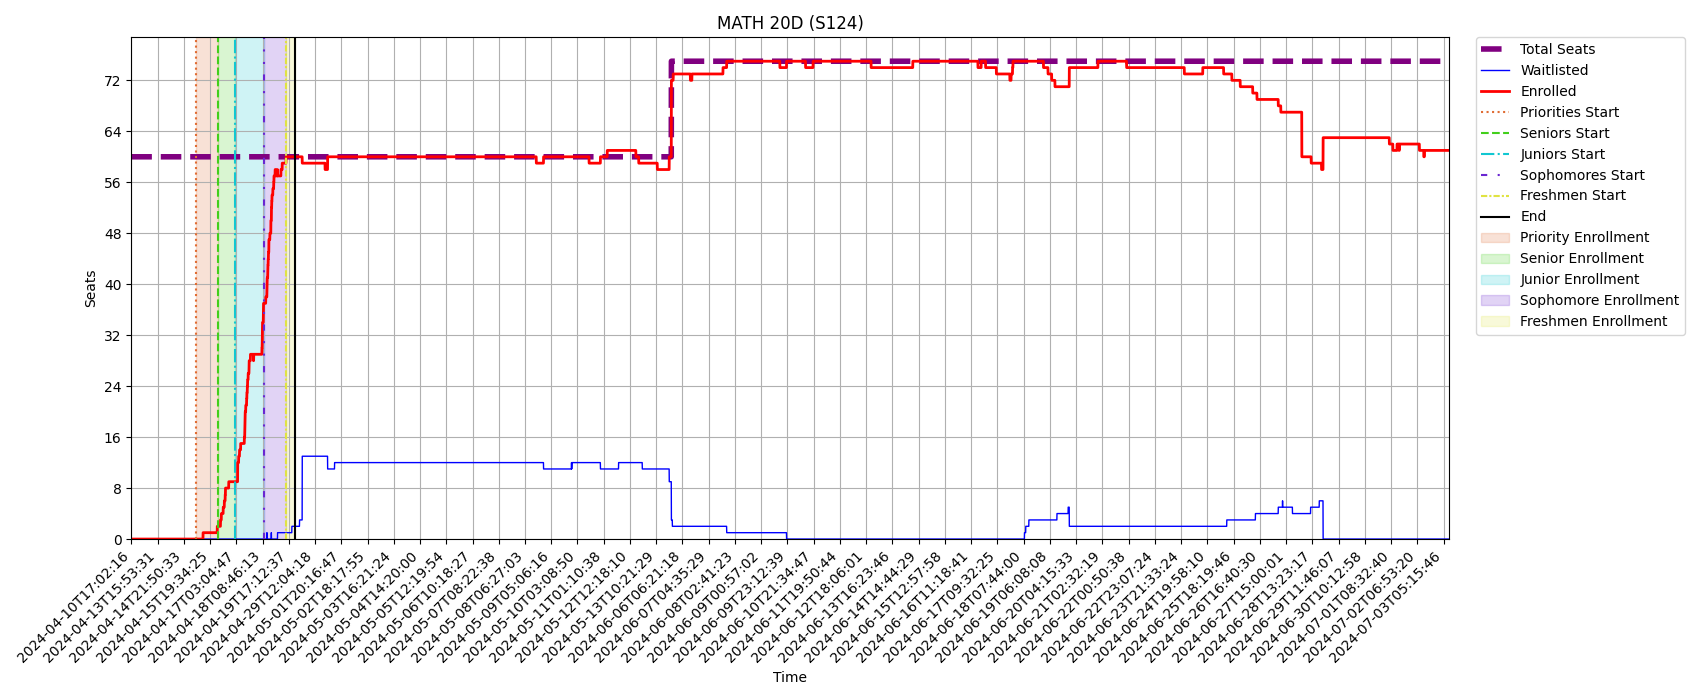 MATH 20D (S124)
Total Seats
Waitlisted
Enrolled
Priorities Start
Seniors Start
Juniors Start
Sophomores Start
Freshmen Start
End
Priority Enrollment
Senior Enrollment
Junior Enrollment
Sophomore Enrollment
Freshmen Enrollment
Seats
72
64
56
48
40
32
24
16
8
0
2024-04-10T17:02:16
2024-04-13T15:53:31
2024-04-14T21:50:33
2024-04-15T19:34:25
2024-04-17T03:04:47
2024-04-18T08:46:13
2024-04-19T17:12:37
2024-04-29T12:04:18
2024-05-01T20:16:47
2024-05-02T18:17:55
2024-05-03T16:21:24
2024-05-04T14:20:00
2024-05-05T12:19:54
2024-05-06T10:18:27
2024-05-07T08:22:38
2024-05-08T06:27:03
2024-05-09T05:06:16
2024-05-10T03:08:50
2024-05-11T01:10:38
2024-05-12T12:18:10
2024-05-13T10:21:29
2024-06-06T06:21:18
2024-06-07T04:35:29
2024-06-08T02:41:23
2024-06-09T00:57:02
2024-06-09T23:12:39
2024-06-10T21:34:47
2024-06-11T19:50:44
2024-06-12T18:06:01
2024-06-13T16:23:46
2024-06-14T14:44:29
2024-06-15T12:57:58
2024-06-16T11:18:41
2024-06-17T09:32:25
2024-06-18T07:44:00
2024-06-19T06:08:08
2024-06-20T04:15:33
2024-06-21T02:32:19
2024-06-22T00:50:38
2024-06-22T23:07:24
2024-06-23T21:33:24
2024-06-24T19:58:10
2024-06-25T18:19:46
2024-06-26T16:40:30
2024-06-27T15:00:01
2024-06-28T13:23:17
2024-06-29T11:46:07
2024-06-30T10:12:58
2024-07-01T08:32:40
2024-07-02T06:53:20
2024-07-03T05:15:46
Time